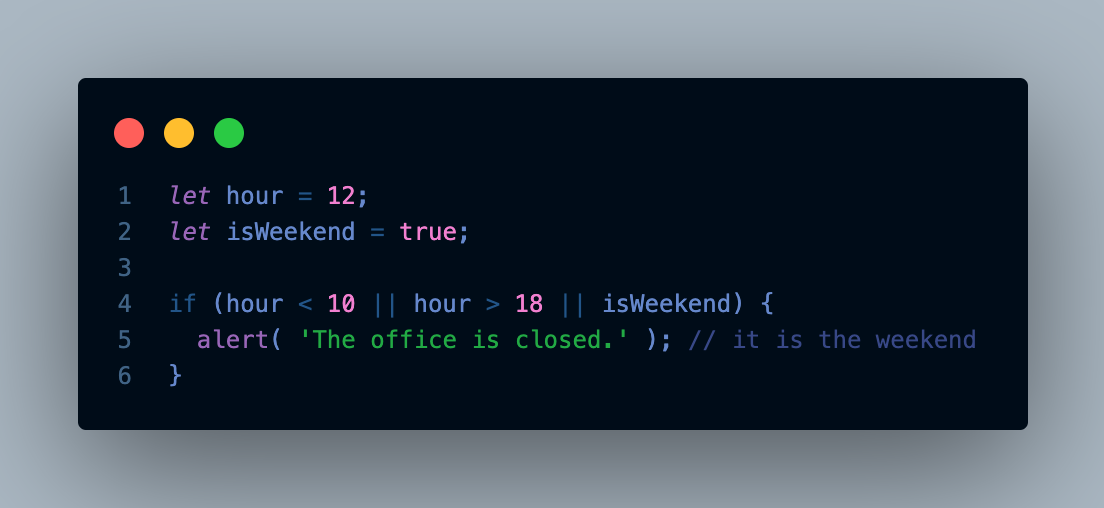 1 let hour = 12;
2 let isWeekend = true;
3
4 if (hour < 10 || hour > 18 || isWeekend) {
5   alert( 'The office is closed.' ); // it is the weekend
6 }